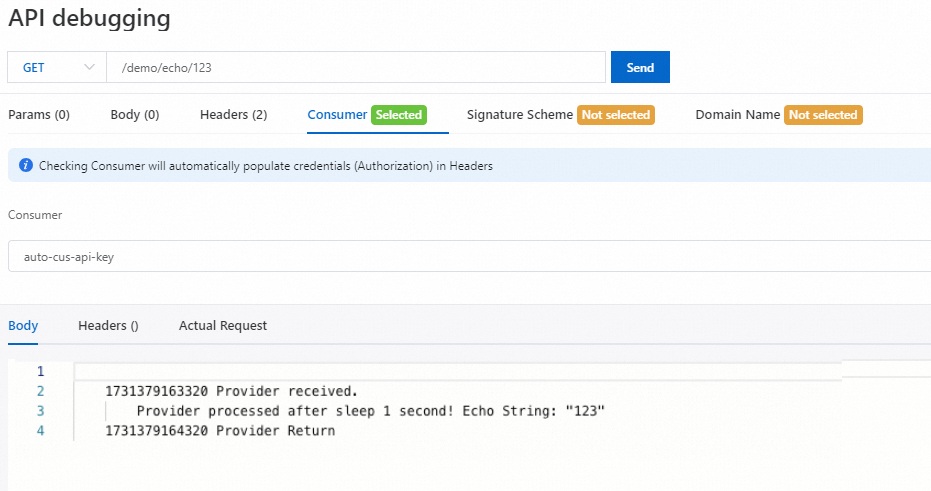 API debugging
GET /demo/echo/123 Send
Params (0) Body (0) Headers (2) Consumer Selected Signature Scheme Not selected Domain Name Not selected
Checking Consumer will automatically populate credentials (Authorization) in Headers
Consumer
auto-cus-api-key
Body Headers () Actual Request
1
2 1731379163320 Provider received.
3 Provider processed after sleep 1 second! Echo String: "123"
4 1731379164320 Provider Return